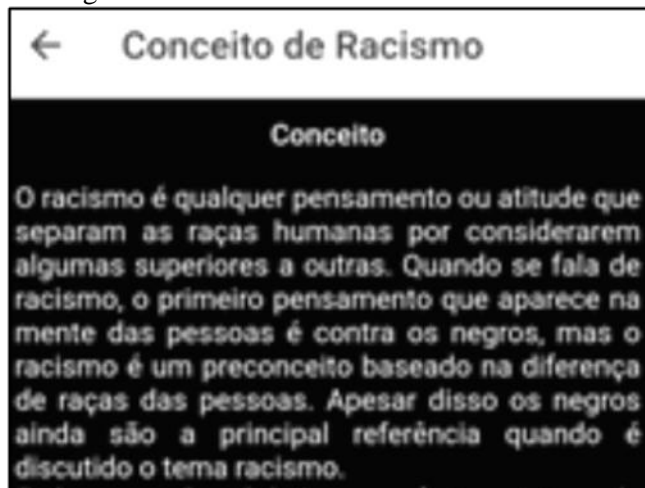 ← Conceito de Racismo
Conceito
O racismo é qualquer pensamento ou atitude que
separam as raças humanas por considerarem
algumas superiores a outras. Quando se fala de
racismo, o primeiro pensamento que aparece na
mente das pessoas é contra os negros, mas o
racismo é um preconceito baseado na diferença
de raças das pessoas. Apesar disso os negros
ainda são a principal referência quando é
discutido o tema racismo.